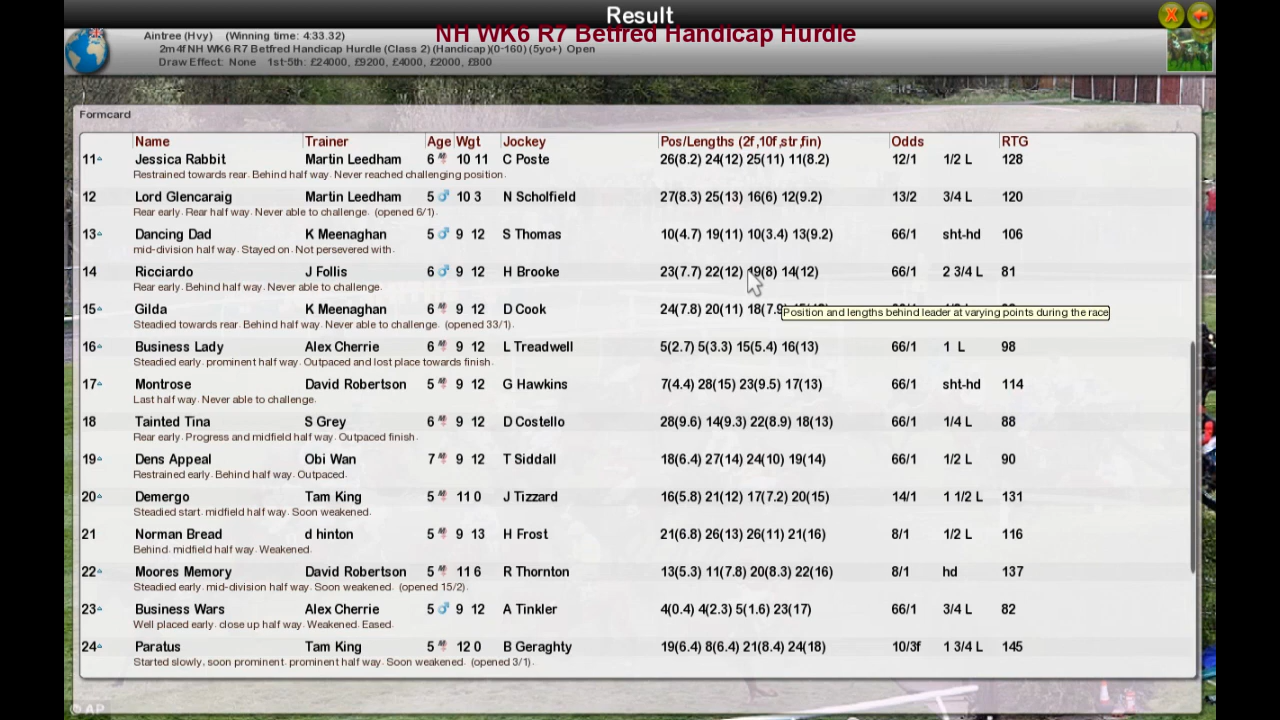 Result
NH WK6 R7 Betfred Handicap Hurdle
Aintree (Hvy) (Winning time: 4:33.32)
2m4f NH WK6 R7 Betfred Handicap Hurdle (Class 2) (Handicap)(0-160) (5yo+) Open
Draw Effect: None 1st-5th: £24000, £9200, £4000, £2000, £800
Formcard
Name Trainer Age Wgt Jockey Pos/Lengths (2f,10f,str,fin) Odds RTG
11 Jessica Rabbit Martin Leedham 6 10 11 C Poste 26(8.2) 24(12) 25(11) 11(8.2) 12/1 1/2 L 128
Restrained towards rear. Behind half way. Never reached challenging position.
12 Lord Glencaraig Martin Leedham 5 10 3 N Scholfield 27(8.3) 25(13) 16(6) 12(9.2) 13/2 3/4 L 120
Rear early. Rear half way. Never able to challenge. (opened 6/1).
13 Dancing Dad K Meenaghan 5 9 12 S Thomas 10(4.7) 19(11) 10(3.4) 13(9.2) 66/1 sht-hd 106
mid-division half way. Stayed on. Not persevered with.
14 Ricciardo J Follis 6 9 12 H Brooke 23(7.7) 22(12) 19(8) 14(12) 66/1 2 3/4 L 81
Rear early. Behind half way. Never able to challenge.
15 Gilda K Meenaghan 6 9 12 D Cook 24(7.8) 20(11) 18(7.9
Position and lengths behind leader at varying points during the race
Steadied towards rear. Behind half way. Never able to challenge. (opened 33/1).
16 Business Lady Alex Cherrie 6 9 12 L Treadwell 5(2.7) 5(3.3) 15(5.4) 16(13) 66/1 1 L 98
Steadied early. prominent half way. Outpaced and lost place towards finish.
17 Montrose David Robertson 5 9 12 G Hawkins 7(4.4) 28(15) 23(9.5) 17(13) 66/1 sht-hd 114
Last half way. Never able to challenge.
18 Tainted Tina S Grey 6 9 12 D Costello 28(9.6) 14(9.3) 22(8.9) 18(13) 66/1 1/4 L 88
Rear early. Progress and midfield half way. Outpaced finish.
19 Dens Appeal Obi Wan 7 9 12 T Siddall 18(6.4) 27(14) 24(10) 19(14) 66/1 1/2 L 90
Restrained early. Behind half way. Outpaced.
20 Demergo Tam King 5 11 0 J Tizzard 16(5.8) 21(12) 17(7.2) 20(15) 14/1 1 1/2 L 131
Steadied start. midfield half way. Soon weakened.
21 Norman Bread d hinton 5 9 13 H Frost 21(6.8) 26(13) 26(11) 21(16) 8/1 1/2 L 116
Behind. midfield half way. Weakened.
22 Moores Memory David Robertson 5 11 6 R Thornton 13(5.3) 11(7.8) 20(8.3) 22(16) 8/1 hd 137
Steadied early. mid-division half way. Soon weakened. (opened 15/2).
23 Business Wars Alex Cherrie 5 9 12 A Tinkler 4(0.4) 4(2.3) 5(1.6) 23(17) 66/1 3/4 L 82
Well placed early. close up half way. Weakened. Eased.
24 Paratus Tam King 5 12 0 B Geraghty 19(6.4) 8(6.4) 21(8.4) 24(18) 10/3f 1 3/4 L 145
Started slowly, soon prominent. prominent half way. Soon weakened. (opened 3/1).
© AP